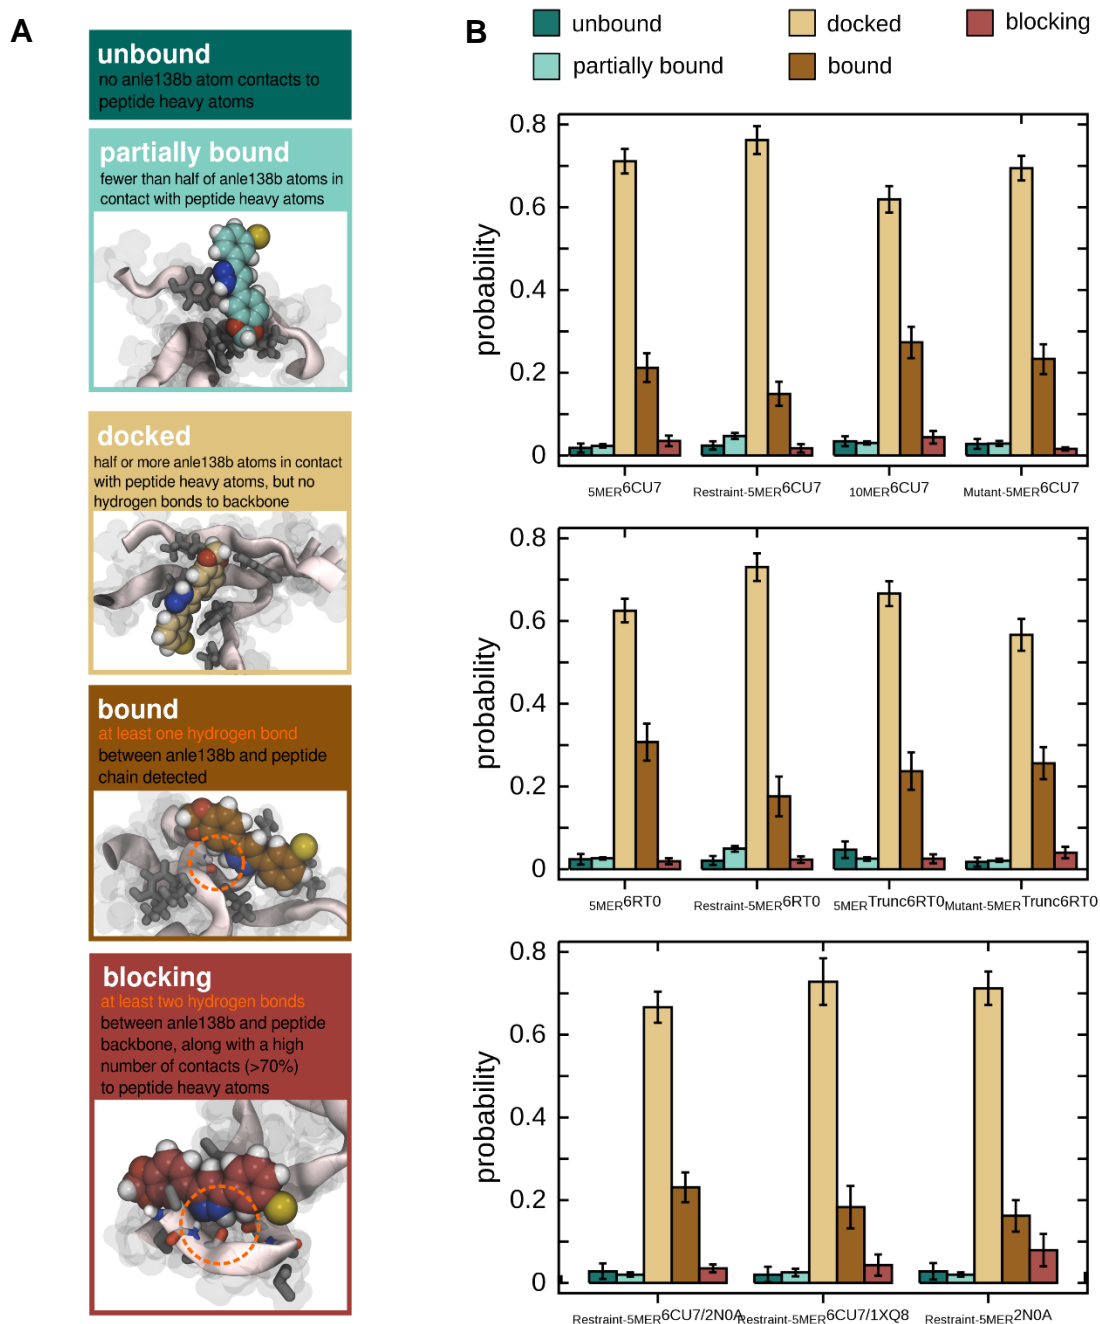 A
unbound
no anle138b atom contacts to
peptide heavy atoms
partially bound
fewer than half of anle138b atoms in
contact with peptide heavy atoms
docked
half or more anle138b atoms in contact
with peptide heavy atoms, but no
hydrogen bonds to backbone
bound
at least one hydrogen bond
between anle138b and peptide
chain detected
blocking
at least two hydrogen bonds
between anle138b and peptide
backbone, along with a high
number of contacts (>70%)
to peptide heavy atoms
B
unbound docked blocking
partially bound bound
probability
0.8
0.6
0.4
0.2
0
5MER6CU7 Restraint-5MER6CU7 10MER6CU7 Mutant-5MER6CU7
probability
0.8
0.6
0.4
0.2
0
5MER6RT0 Restraint-5MER6RT0 5MERTrunc6RT0 Mutant-5MERTrunc6RT0
probability
0.8
0.6
0.4
0.2
0
Restraint-5MER6CU7/2N0A Restraint-5MER6CU7/1XQ8 Restraint-5MER2N0A